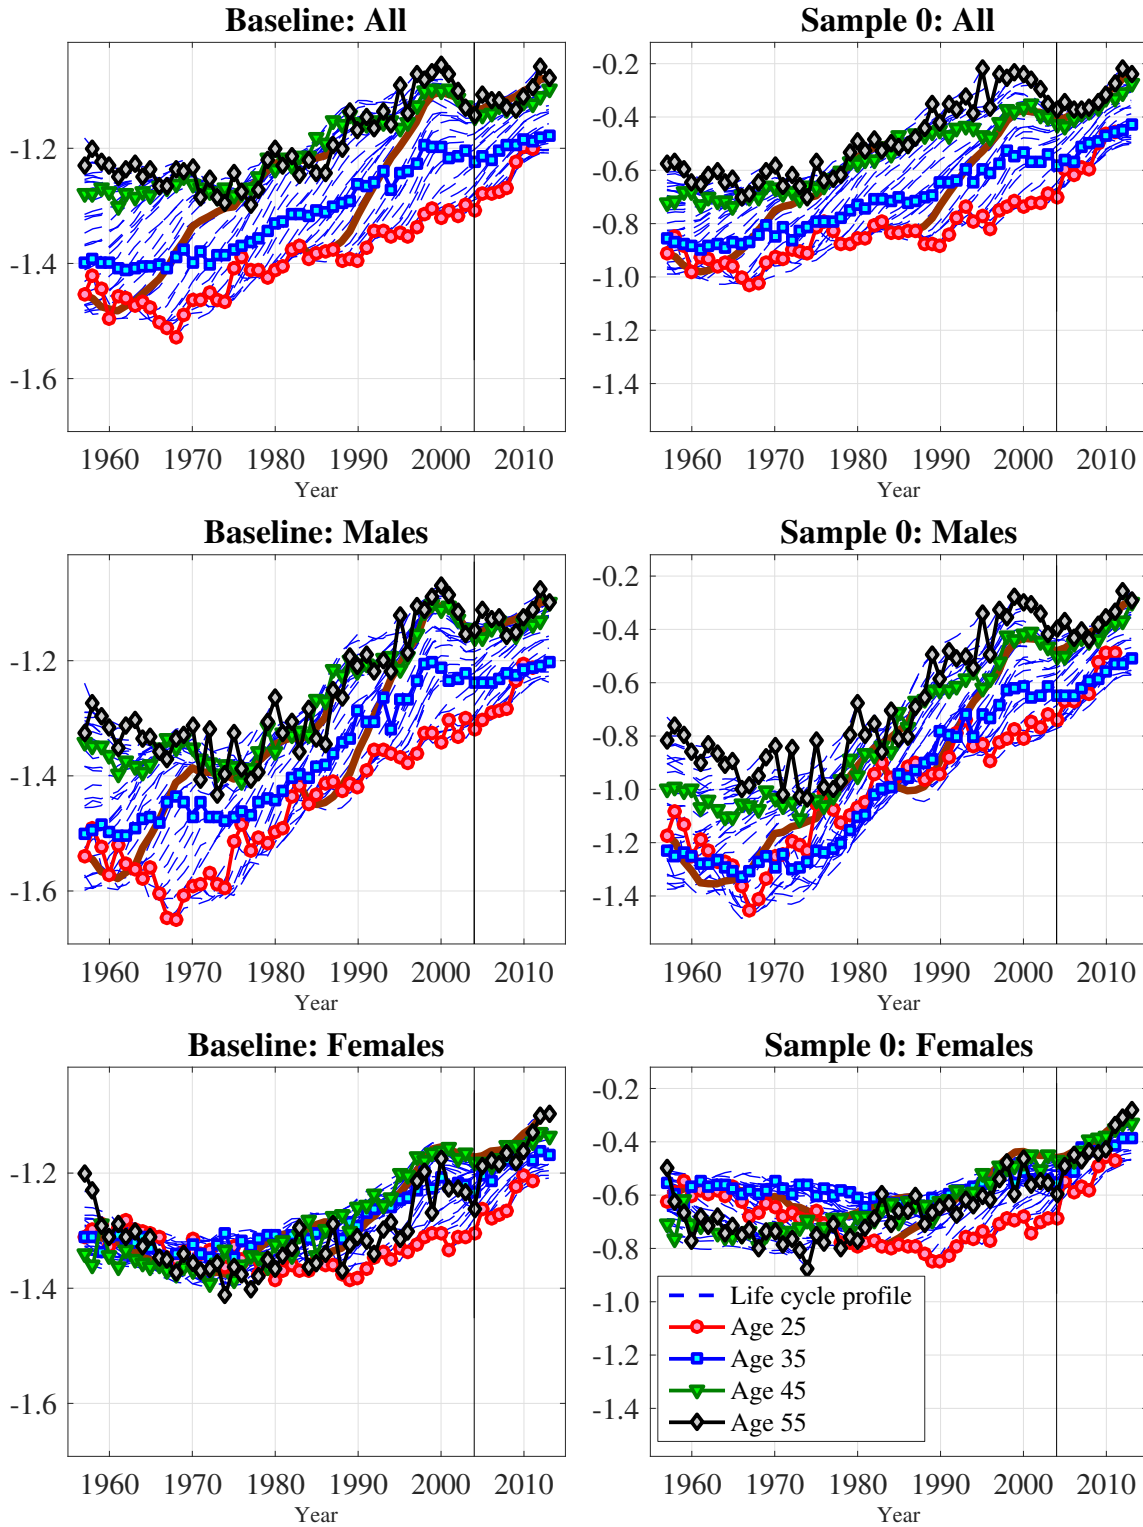 Baseline: All
-1.2
-1.4
-1.6
1960 1970 1980 1990 2000 2010
Year
Sample 0: All
-0.2
-0.4
-0.6
-0.8
-1.0
-1.2
-1.4
1960 1970 1980 1990 2000 2010
Year
Baseline: Males
-1.2
-1.4
-1.6
1960 1970 1980 1990 2000 2010
Year
Sample 0: Males
-0.2
-0.4
-0.6
-0.8
-1.0
-1.2
-1.4
1960 1970 1980 1990 2000 2010
Year
Baseline: Females
-1.2
-1.4
-1.6
1960 1970 1980 1990 2000 2010
Year
Sample 0: Females
-0.2
-0.4
-0.6
-0.8
-1.0
-1.2
-1.4
Life cycle profile
Age 25
Age 35
Age 45
Age 55
1960 1970 1980 1990 2000 2010
Year